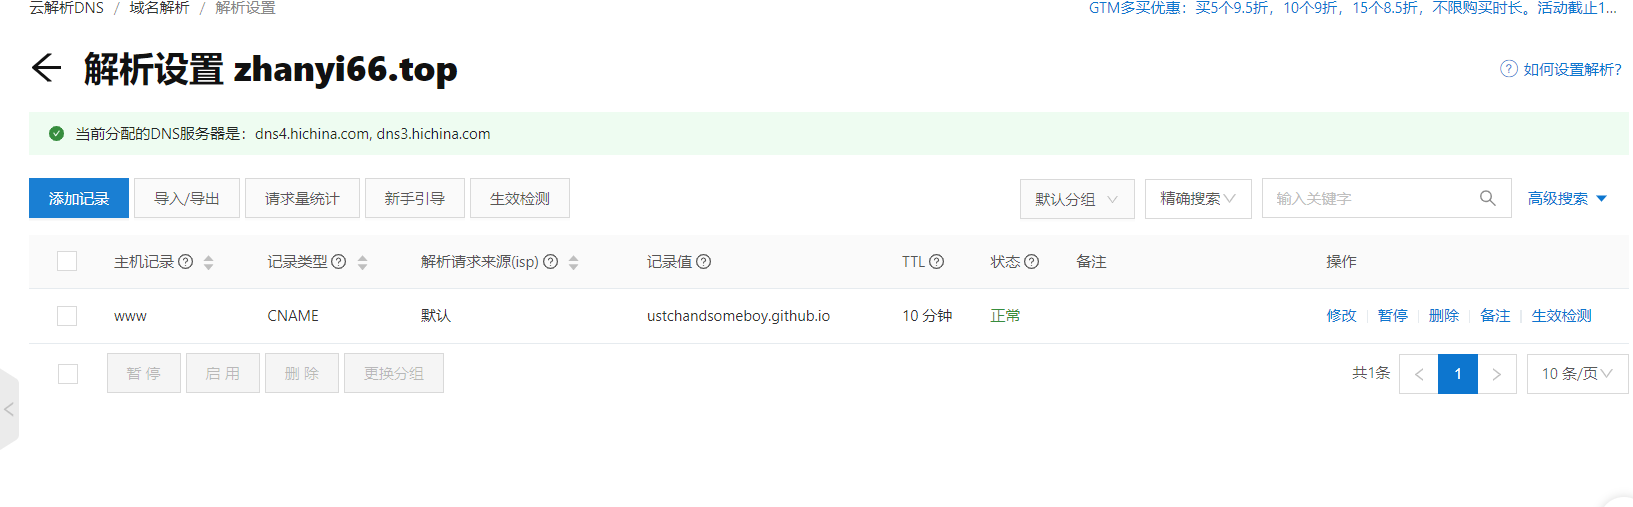 云解析DNS / 域名解析 / 解析设置
GTM多买优惠：买5个9.5折，10个9折，15个8.5折，不限购买时长。活动截止1...
解析设置 zhanyi66.top
如何设置解析?
当前分配的DNS服务器是：dns4.hichina.com, dns3.hichina.com
添加记录 导入/导出 请求量统计 新手引导 生效检测 默认分组 精确搜索 输入关键字 高级搜索
主机记录 记录类型 解析请求来源(isp) 记录值 TTL 状态 备注 操作
www CNAME 默认 ustchandsomeboy.github.io 10 分钟 正常 修改 暂停 删除 备注 生效检测
暂停 启用 删除 更换分组 共1条 < 1 > 10 条/页